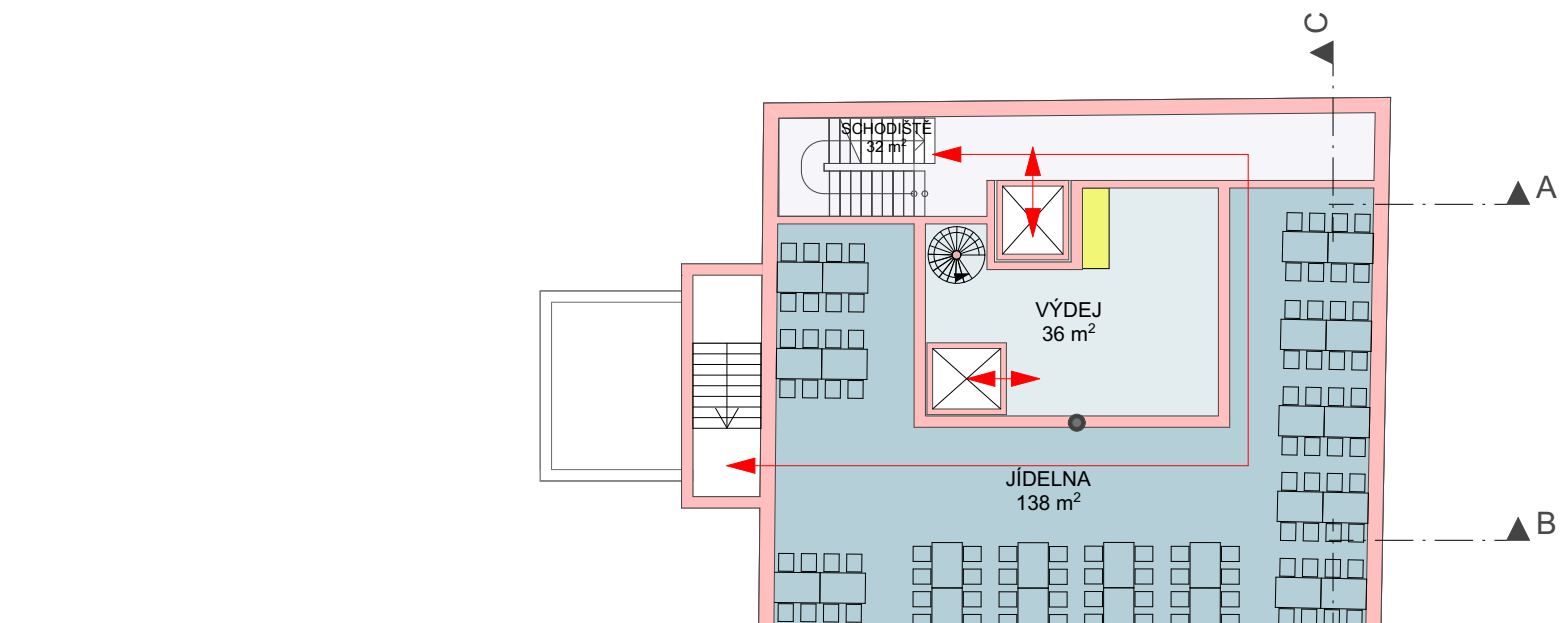 C
SCHODIŠTĚ
32 m²
A
VÝDEJ
36 m²
JÍDELNA
138 m²
B